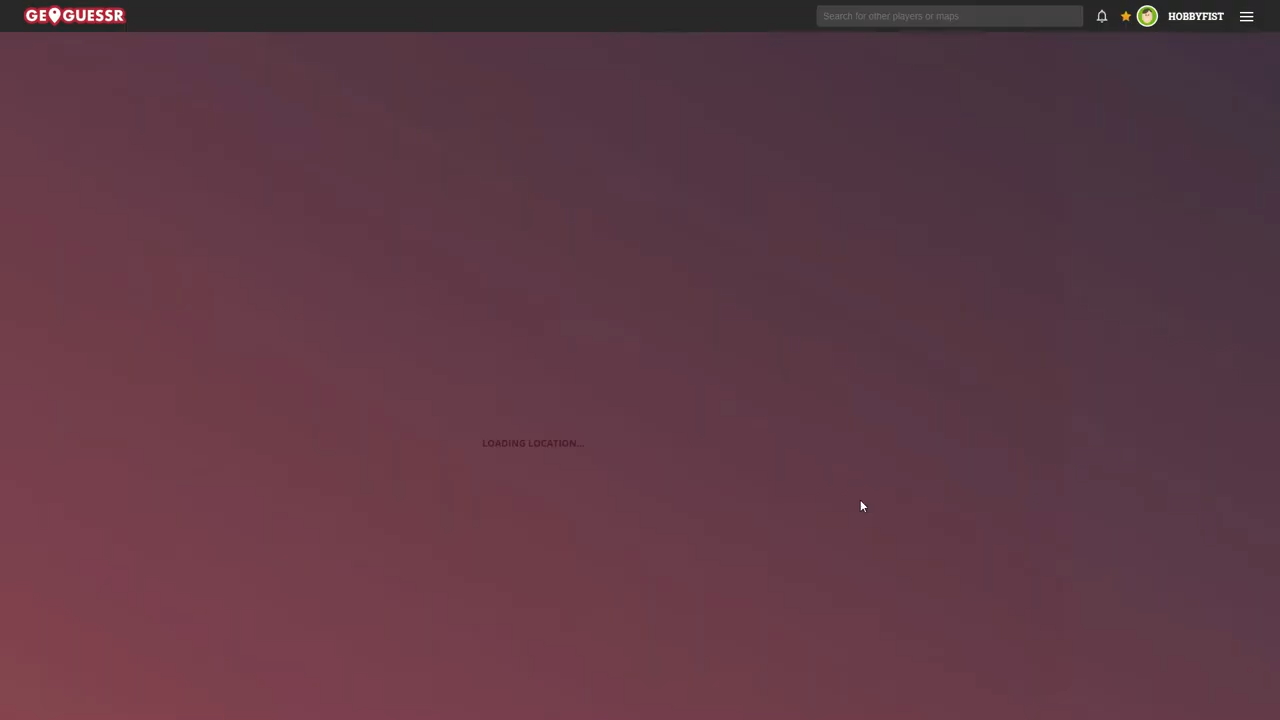 GEOGUESSR
Search for other players or maps
HOBBYFIST
LOADING LOCATION...